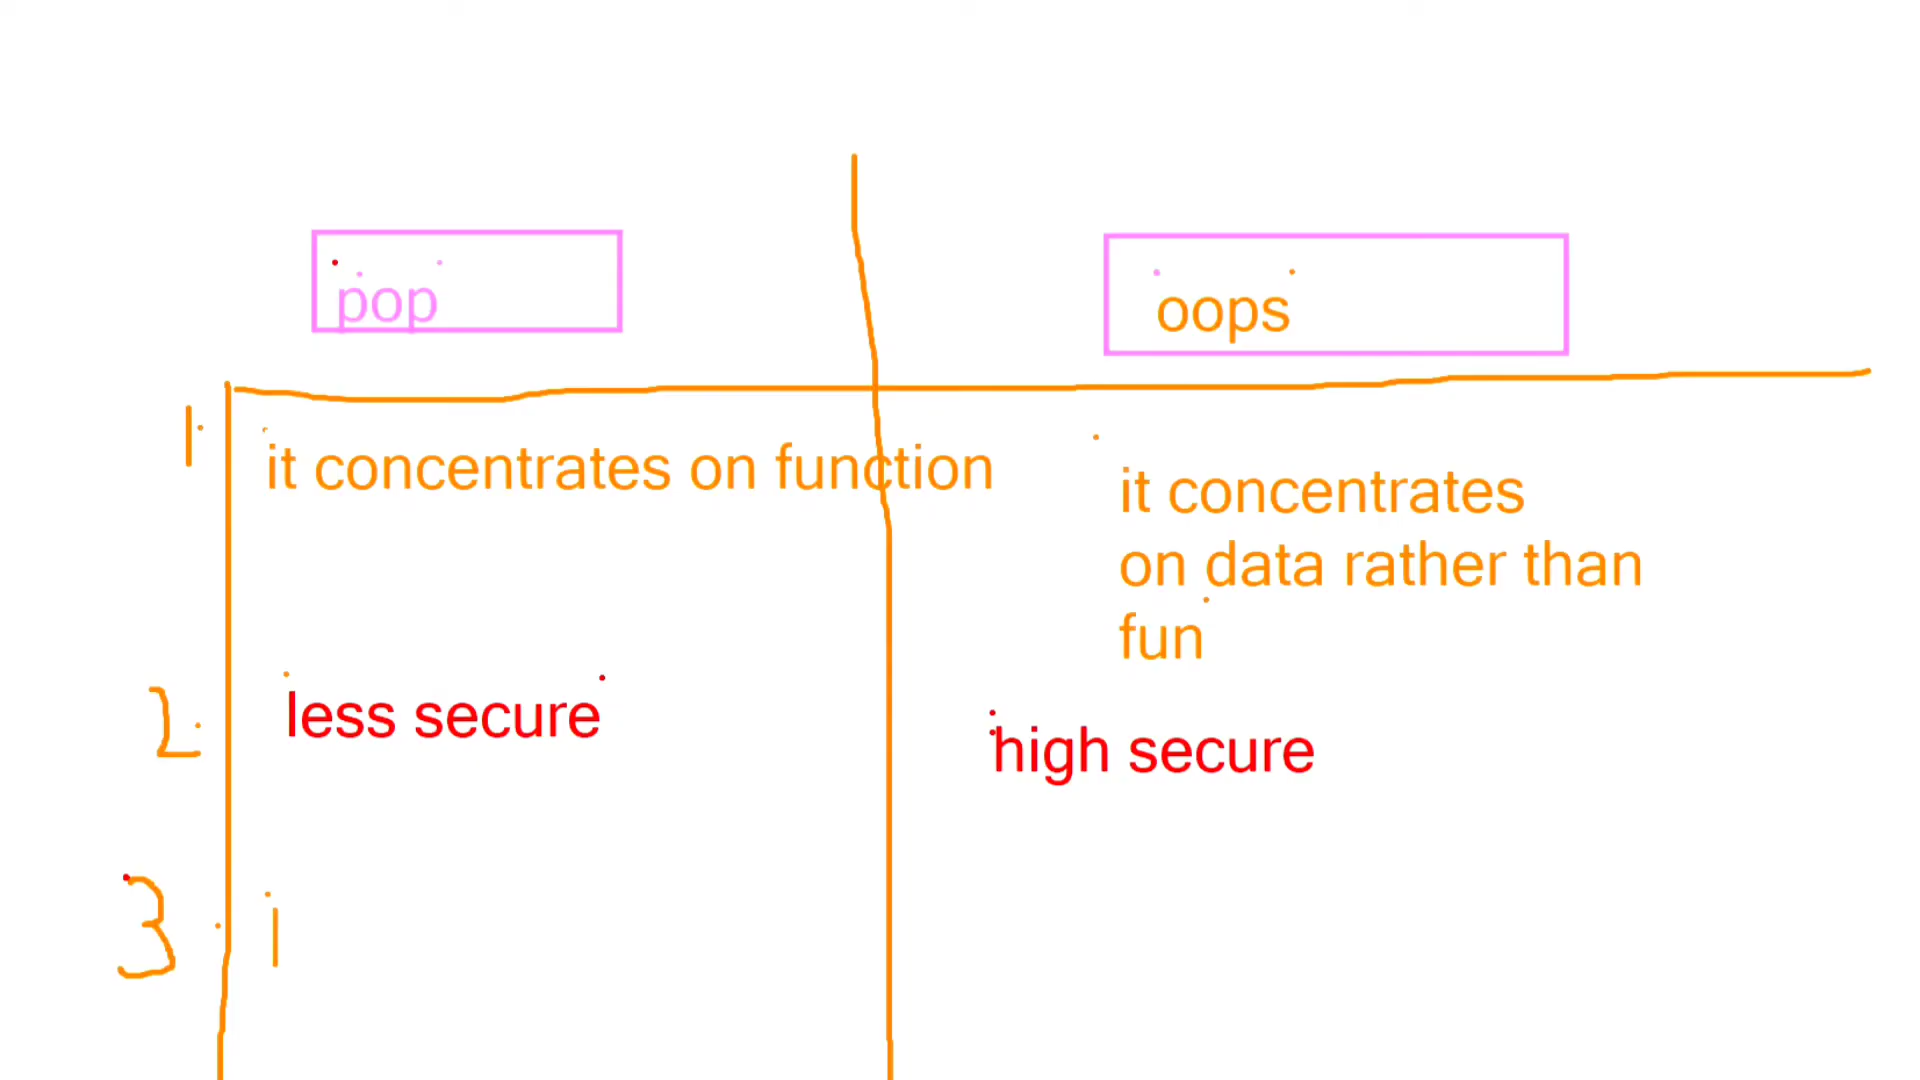 pop
oops
1.
it concentrates on function
it concentrates
on data rather than
fun
2.
less secure
high secure
3.
i